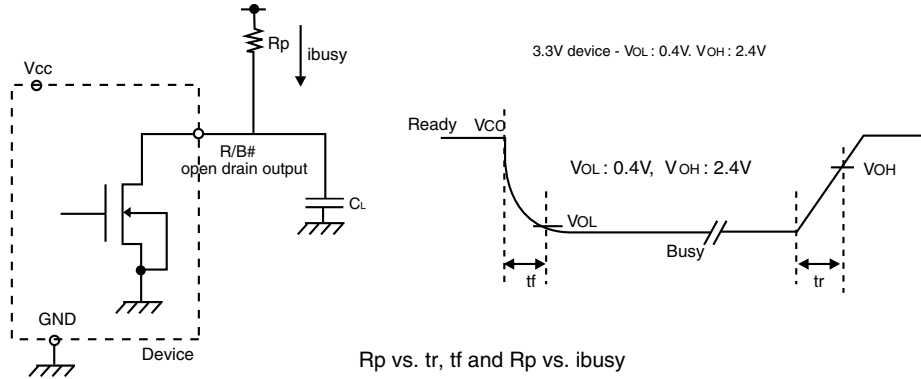 Rp
ibusy
Vcc
R/B#
open drain output
CL
GND
Device
3.3V device - VOL : 0.4V. VOH : 2.4V
Ready VCO
VOL : 0.4V, VOH : 2.4V
VOH
VOL
Busy
tf
tr
Rp vs. tr, tf and Rp vs. ibusy